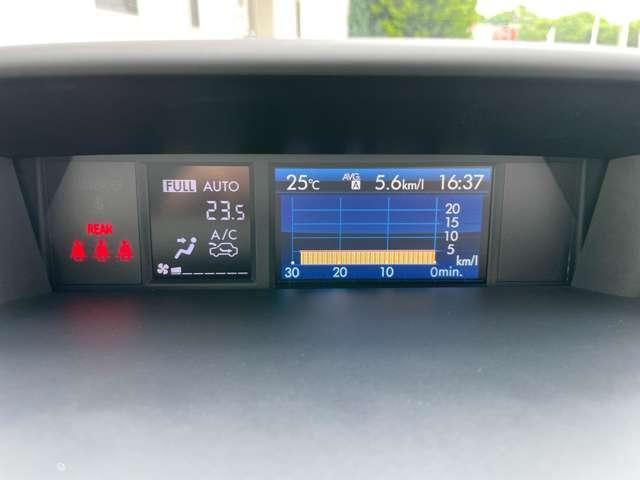 REAR
FULL AUTO
23.5
A/C
25°C AVG A 5.6km/l 16:37
20
15
10
5
km/l
30 20 10 0min.